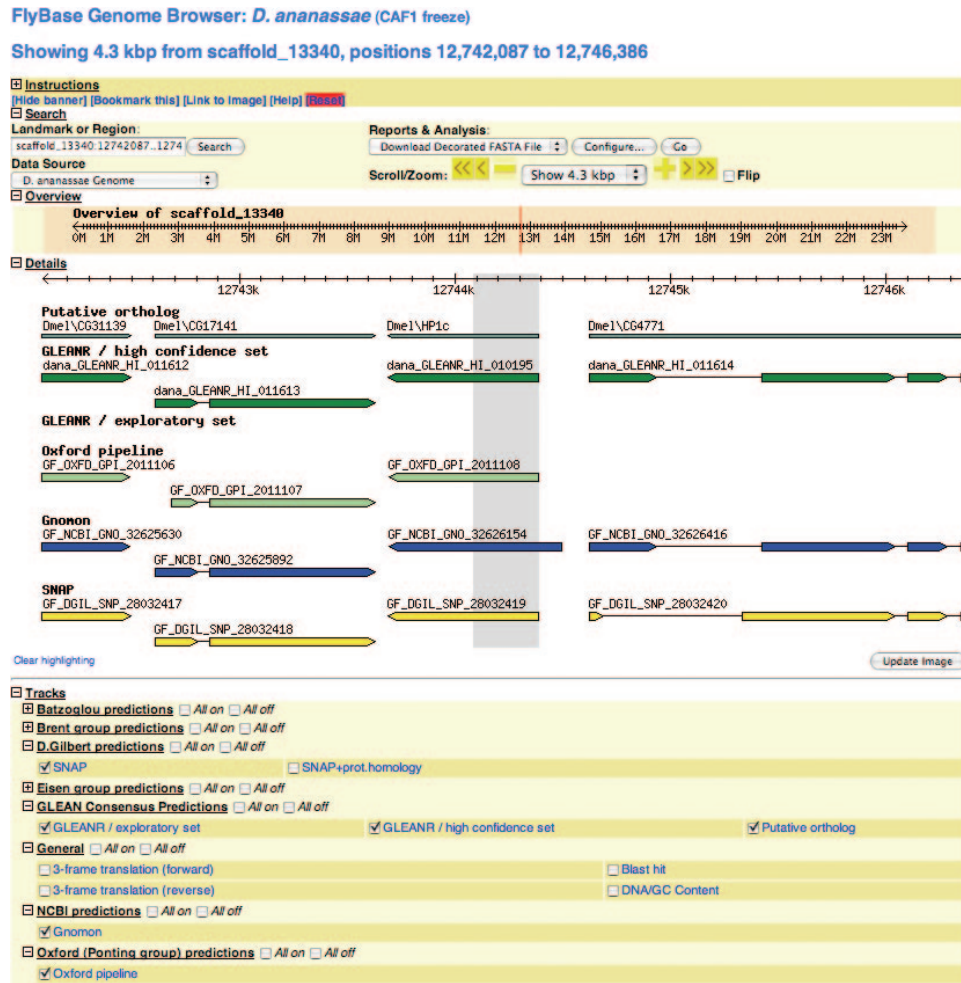 FlyBase Genome Browser: D. ananassae (CAF1 freeze)
Showing 4.3 kbp from scaffold_13340, positions 12,742,087 to 12,746,386
Instructions
[Hide banner] [Bookmark this] [Link to Image] [Help] [Reset]
Search
Landmark or Region: Reports & Analysis:
scaffold_13340:12742087..1274 Search Download Decorated FASTA File Configure... Go
Data Source
D. ananassae Genome Scroll/Zoom: Show 4.3 kbp Flip
Overview
Overview of scaffold_13340
0M 1M 2M 3M 4M 5M 6M 7M 8M 9M 10M 11M 12M 13M 14M 15M 16M 17M 18M 19M 20M 21M 22M 23M
Details
12743k 12744k 12745k 12746k
Putative ortholog
Dmel\CG31139 Dmel\CG17141 Dmel\HP1c Dmel\CG4771
GLEANR / high confidence set
dana_GLEANR_HI_011612 dana_GLEANR_HI_010195 dana_GLEANR_HI_011614
dana_GLEANR_HI_011613
GLEANR / exploratory set
Oxford pipeline
GF_OXFD_GPI_2011106 GF_OXFD_GPI_2011108
GF_OXFD_GPI_2011107
Gnomon
GF_NCBI_GNO_32625630 GF_NCBI_GNO_32626154 GF_NCBI_GNO_32626416
GF_NCBI_GNO_32625892
SNAP
GF_DGIL_SNP_28032417 GF_DGIL_SNP_28032419 GF_DGIL_SNP_28032420
GF_DGIL_SNP_28032418
Clear highlighting Update Image
Tracks
Batzoglou predictions All on All off
Brent group predictions All on All off
D.Gilbert predictions All on All off
SNAP SNAP+prot.homology
Eisen group predictions All on All off
GLEAN Consensus Predictions All on All off
GLEANR / exploratory set GLEANR / high confidence set Putative ortholog
General All on All off
3-frame translation (forward) Blast hit
3-frame translation (reverse) DNA/GC Content
NCBI predictions All on All off
Gnomon
Oxford (Ponting group) predictions All on All off
Oxford pipeline